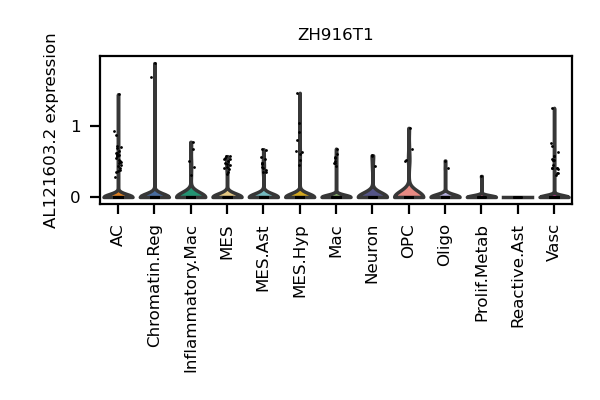 ZH916T1
AL121603.2 expression
1
0
AC
Chromatin.Reg
Inflammatory.Mac
MES
MES.Ast
MES.Hyp
Mac
Neuron
OPC
Oligo
Prolif.Metab
Reactive.Ast
Vasc